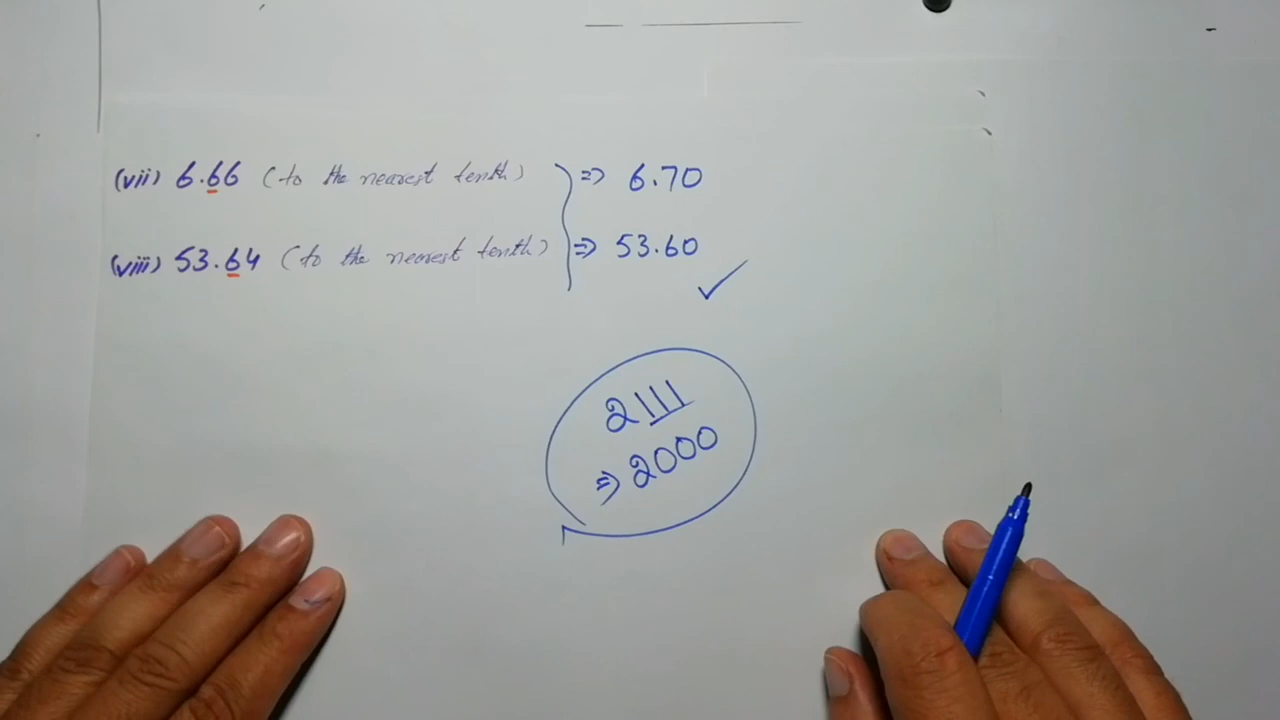 (vii) 6.66 (to the nearest tenth) => 6.70
(viii) 53.64 (to the nearest tenth) => 53.60
2111
=> 2000